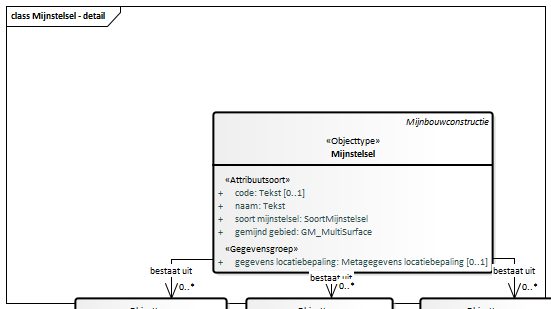 class Mijnstelsel - detail
Mijnbouwconstructie
«Objecttype»
Mijnstelsel
«Attribuutsoort»
+ code: Tekst [0..1]
+ naam: Tekst
+ soort mijnstelsel: SoortMijnstelsel
+ gemijnd gebied: GM_MultiSurface
«Gegevensgroep»
+ gegevens locatiebepaling: Metagegevens locatiebepaling [0..1]
bestaat uit
bestaat uit
bestaat uit
0..*
0..*
0..*